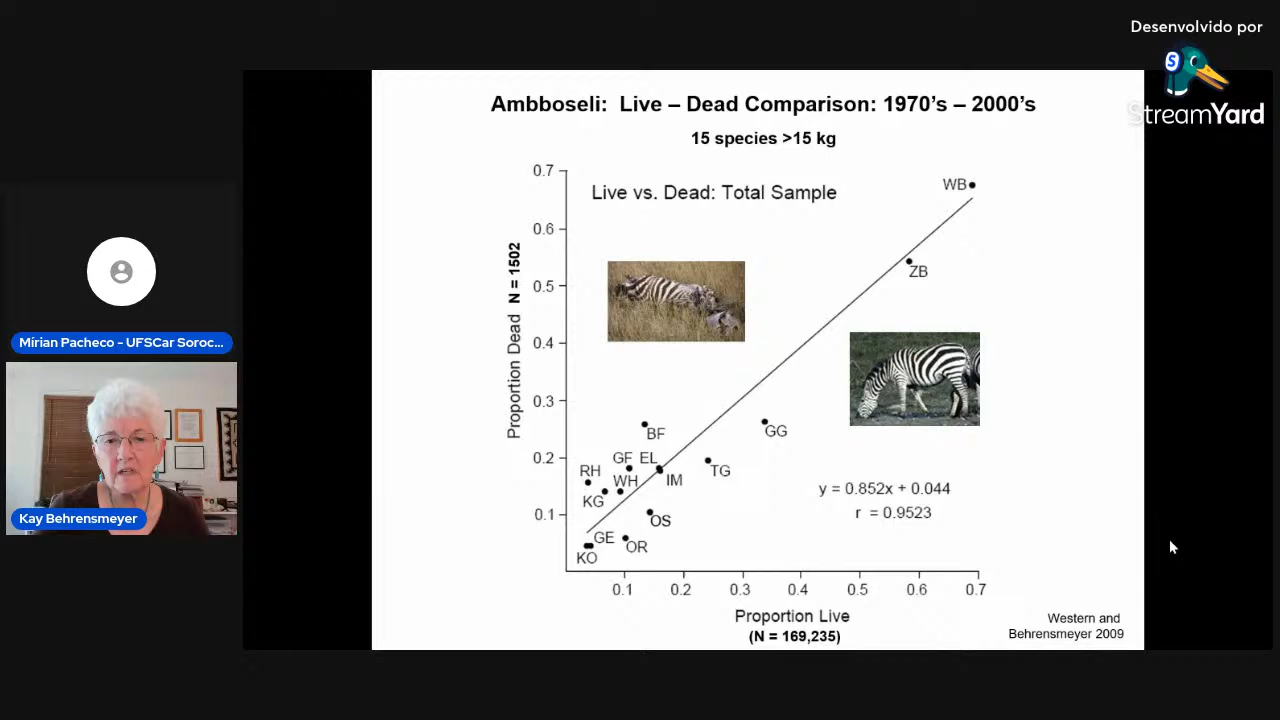 Desenvolvido por
StreamYard
Ambboseli: Live – Dead Comparison: 1970's – 2000's
15 species >15 kg
Live vs. Dead: Total Sample
Proportion Dead N = 1502
0.7
0.6
0.5
0.4
0.3
0.2
0.1
WB
ZB
BF
GG
GF
EL
RH
WH
IM
TG
KG
OS
GE
OR
KO
y = 0.852x + 0.044
r = 0.9523
0.1
0.2
0.3
0.4
0.5
0.6
0.7
Proportion Live
(N = 169,235)
Western and
Behrensmeyer 2009
Mírian Pacheco - UFSCar Soroc...
Kay Behrensmeyer